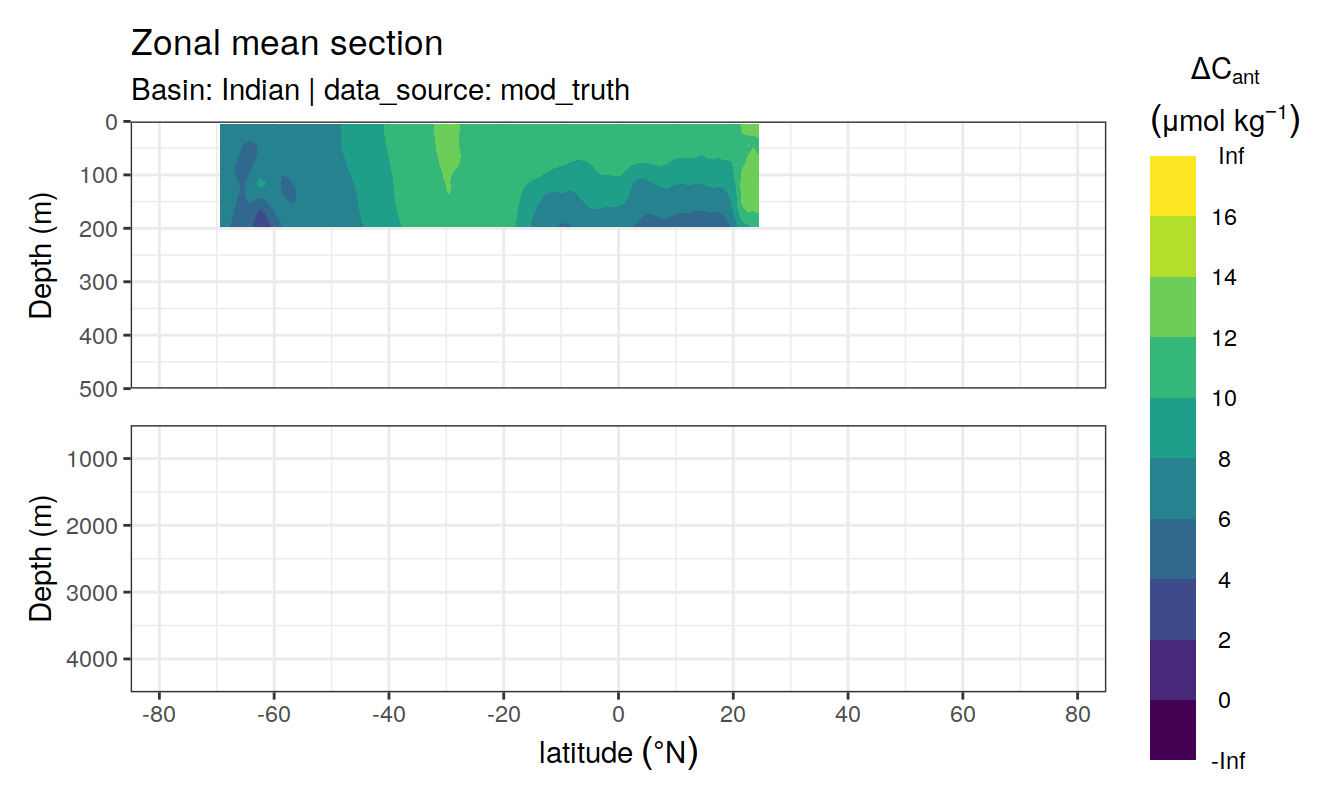 Zonal mean section
Basin: Indian | data_source: mod_truth
Depth (m)
0
100
200
300
400
500
Depth (m)
1000
2000
3000
4000
-80 -60 -40 -20 0 20 40 60 80
latitude (°N)
ΔCant
(μmol kg−1)
Inf
16
14
12
10
8
6
4
2
0
-Inf